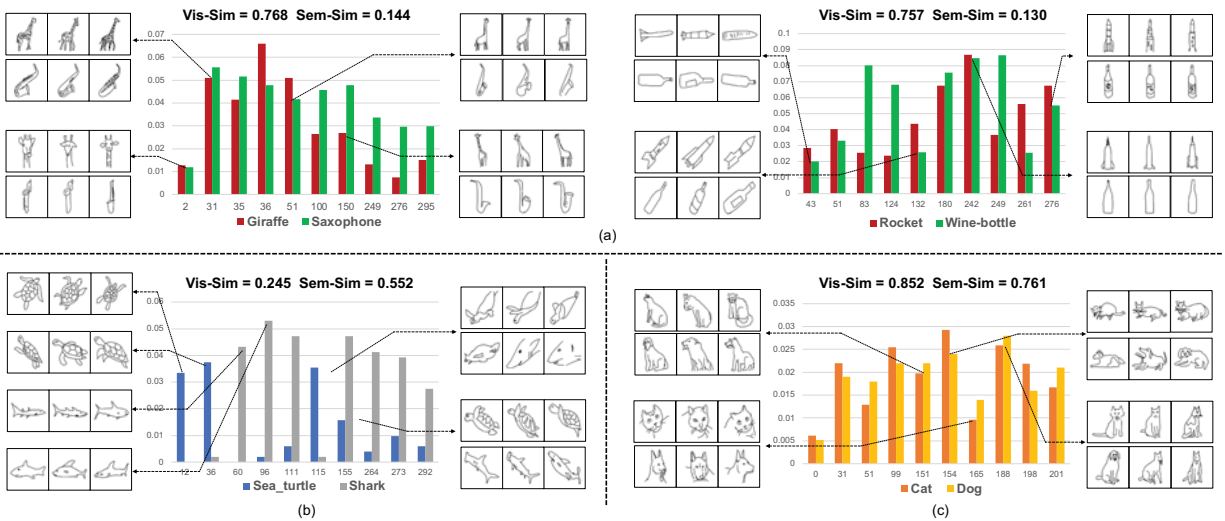 Vis-Sim = 0.768 Sem-Sim = 0.144
0.07
0.06
0.05
0.04
0.03
0.02
0.01
0
2 31 35 36 51 100 150 249 276 295
Giraffe Saxophone
Vis-Sim = 0.757 Sem-Sim = 0.130
0.1
0.09
0.08
0.07
0.06
0.05
0.04
0.03
0.02
0.01
0
43 51 83 124 132 180 242 249 261 276
Rocket Wine-bottle
(a)
Vis-Sim = 0.245 Sem-Sim = 0.552
0.06
0.05
0.04
0.03
0.02
0.01
0
12 36 60 96 111 115 155 264 273 292
Sea_turtle Shark
(b)
Vis-Sim = 0.852 Sem-Sim = 0.761
0.035
0.03
0.025
0.02
0.015
0.01
0.005
0
0 31 51 99 151 154 165 188 198 201
Cat Dog
(c)